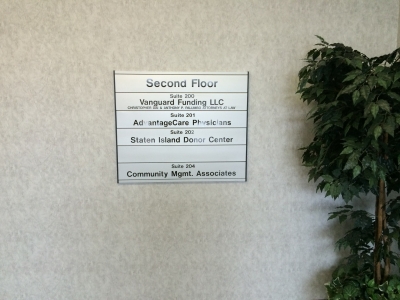 Second Floor
Suite 200
Vanguard Funding LLC
Suite 201
AdvantageCare Physicians
Suite 202
Staten Island Donor Center
Suite 204
Community Mgmt. Associates